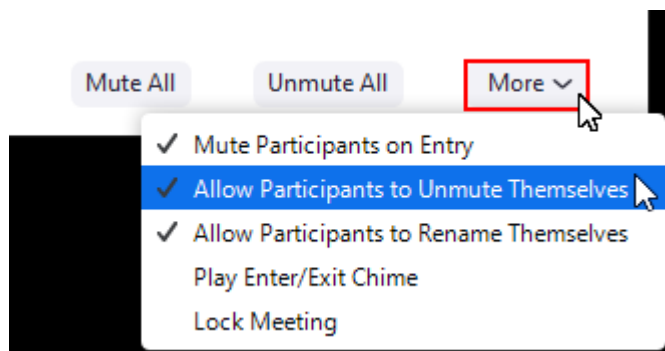 Mute All Unmute All More
Mute Participants on Entry
Allow Participants to Unmute Themselves
Allow Participants to Rename Themselves
Play Enter/Exit Chime
Lock Meeting